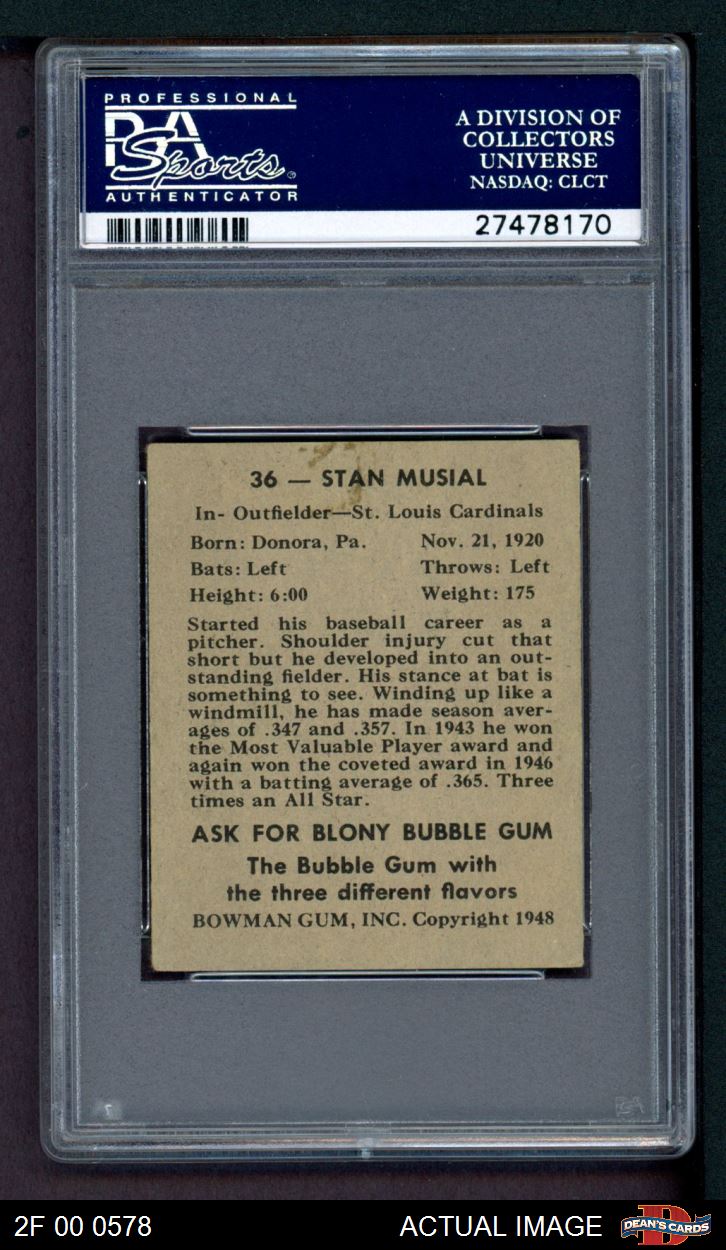 PROFESSIONAL
PSA
Sports
AUTHENTICATOR
A DIVISION OF
COLLECTORS
UNIVERSE
NASDAQ: CLCT
27478170
36 — STAN MUSIAL
In- Outfielder—St. Louis Cardinals
Born: Donora, Pa. Nov. 21, 1920
Bats: Left Throws: Left
Height: 6:00 Weight: 175
Started his baseball career as a
pitcher. Shoulder injury cut that
short but he developed into an out-
standing fielder. His stance at bat is
something to see. Winding up like a
windmill, he has made season aver-
ages of .347 and .357. In 1943 he won
the Most Valuable Player award and
again won the coveted award in 1946
with a batting average of .365. Three
times an All Star.
ASK FOR BLONY BUBBLE GUM
The Bubble Gum with
the three different flavors
BOWMAN GUM, INC. Copyright 1948
PSA
2F 00 0578 ACTUAL IMAGE
DEAN'S CARDS